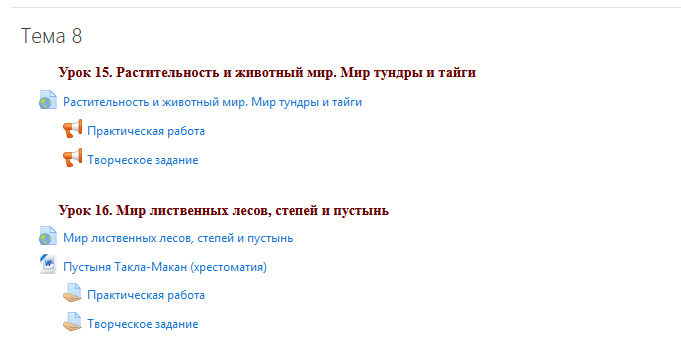 Тема 8
Урок 15. Растительность и животный мир. Мир тундры и тайги
Растительность и животный мир. Мир тундры и тайги
Практическая работа
Творческое задание
Урок 16. Мир лиственных лесов, степей и пустынь
Мир лиственных лесов, степей и пустынь
Пустыня Такла-Макан (хрестоматия)
Практическая работа
Творческое задание